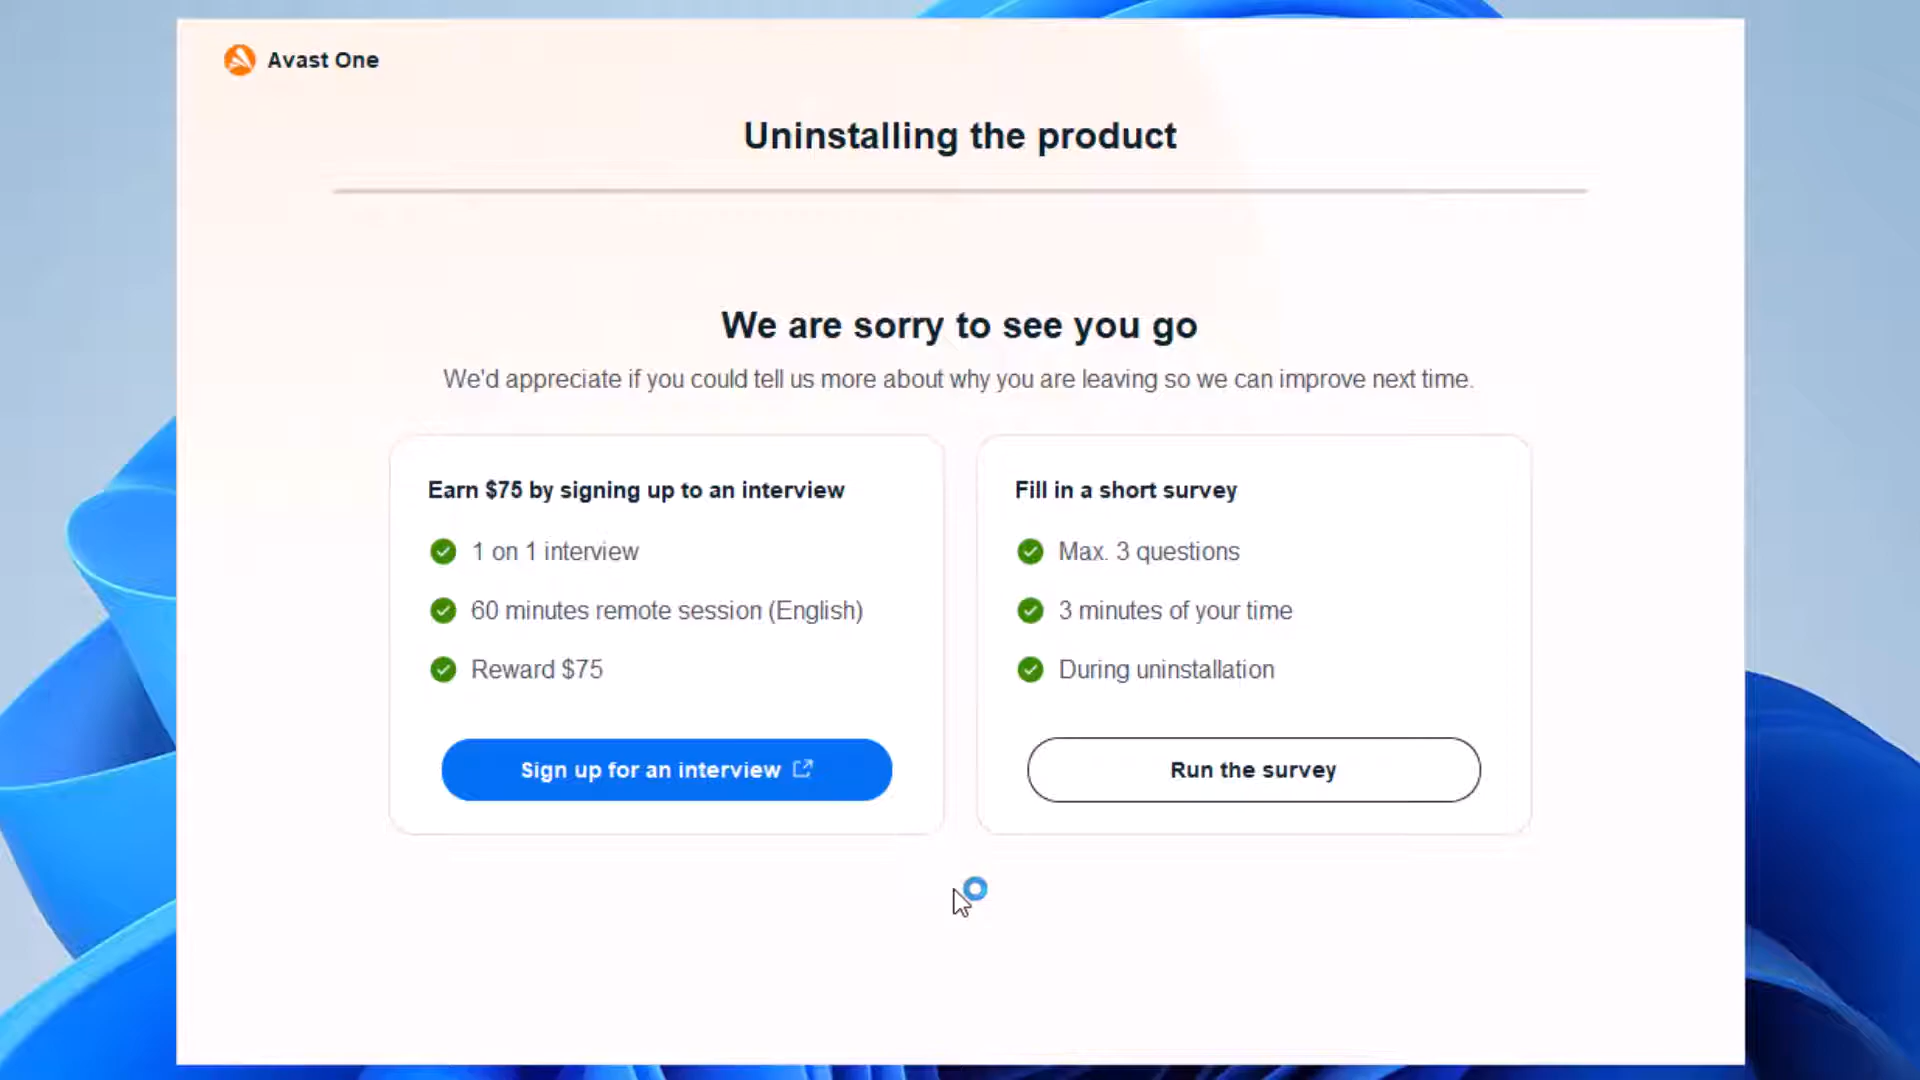 Avast One
Uninstalling the product
We are sorry to see you go
We'd appreciate if you could tell us more about why you are leaving so we can improve next time.
Earn $75 by signing up to an interview
1 on 1 interview
60 minutes remote session (English)
Reward $75
Sign up for an interview
Fill in a short survey
Max. 3 questions
3 minutes of your time
During uninstallation
Run the survey